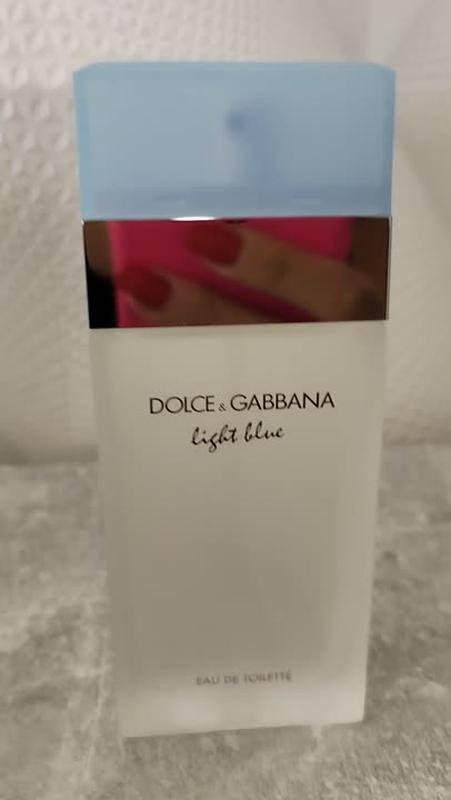 DOLCE & GABBANA
light blue
EAU DE TOILETTE